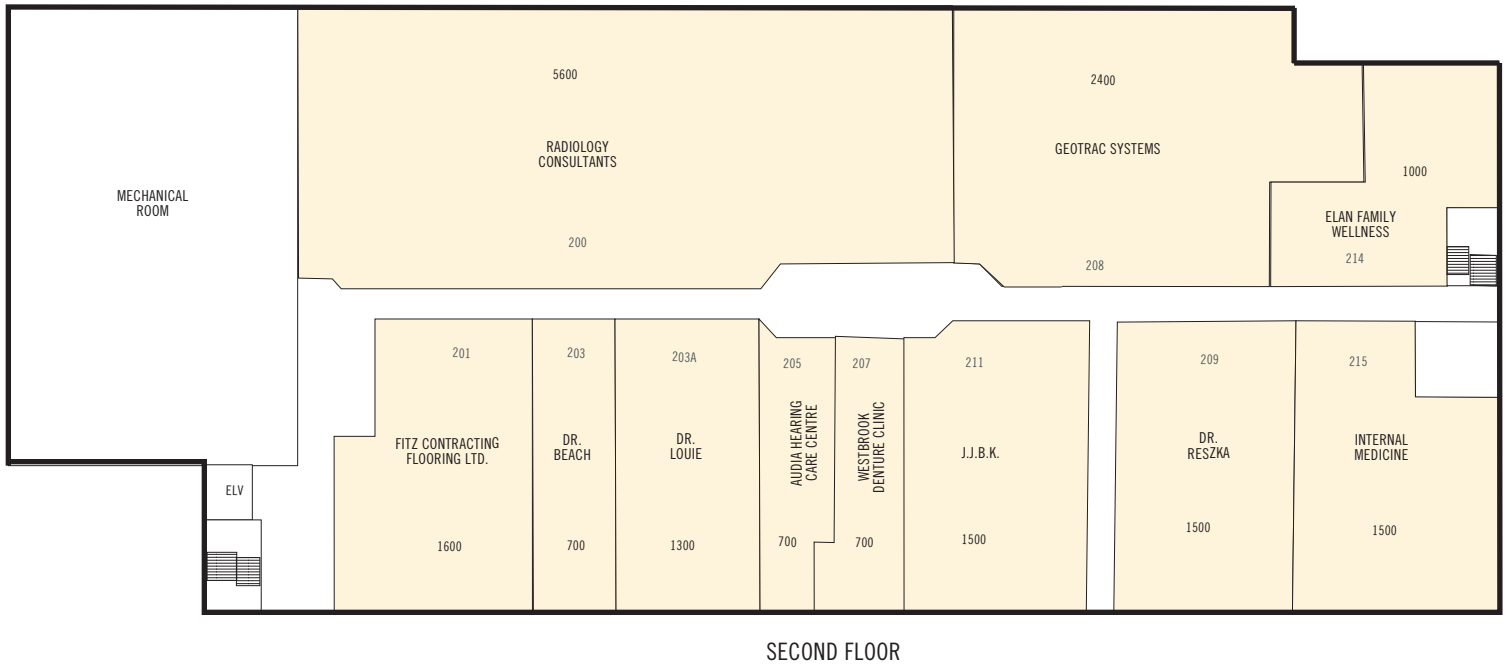 5600
RADIOLOGY
CONSULTANTS
200
2400
GEOTRAC SYSTEMS
208
1000
ELAN FAMILY
WELLNESS
214
MECHANICAL
ROOM
ELV
201
FITZ CONTRACTING
FLOORING LTD.
1600
203
DR.
BEACH
700
203A
DR.
LOUIE
1300
205
AUDIA HEARING
CARE CENTRE
700
207
WESTBROOK
DENTURE CLINIC
700
211
J.J.B.K.
1500
209
DR.
RESZKA
1500
215
INTERNAL
MEDICINE
1500
SECOND FLOOR